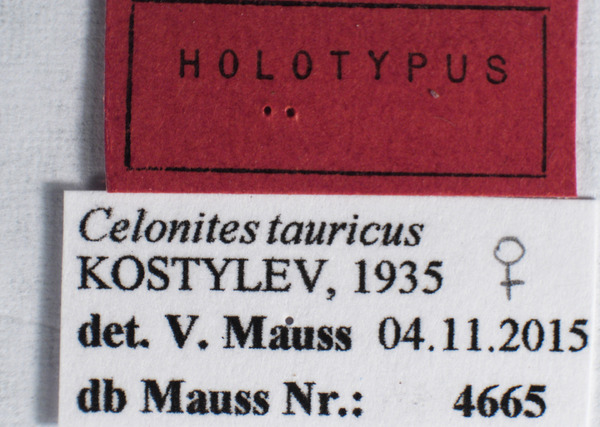 HOLOTYPUS
Celonites tauricus
KOSTYLEV, 1935 ♀
det. V. Mauss 04.11.2015
db Mauss Nr.: 4665